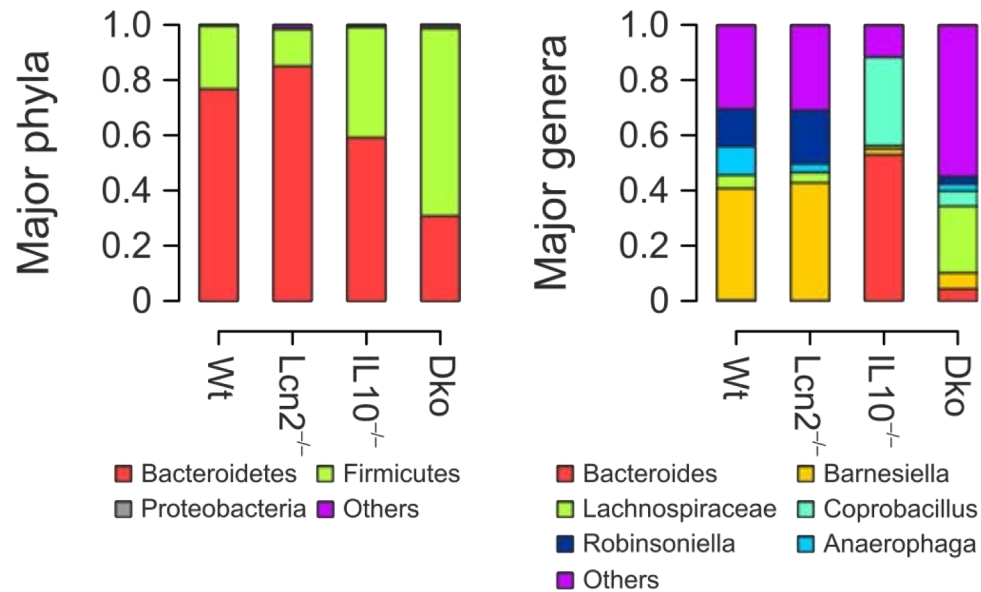 Major phyla
1.0
0.8
0.6
0.4
0.2
0
Wt
Lcn2⁻/⁻
IL10⁻/⁻
Dko
Bacteroidetes
Firmicutes
Proteobacteria
Others
Major genera
1.0
0.8
0.6
0.4
0.2
0
Wt
Lcn2⁻/⁻
IL10⁻/⁻
Dko
Bacteroides
Barnesiella
Lachnospiraceae
Coprobacillus
Robinsoniella
Anaerophaga
Others